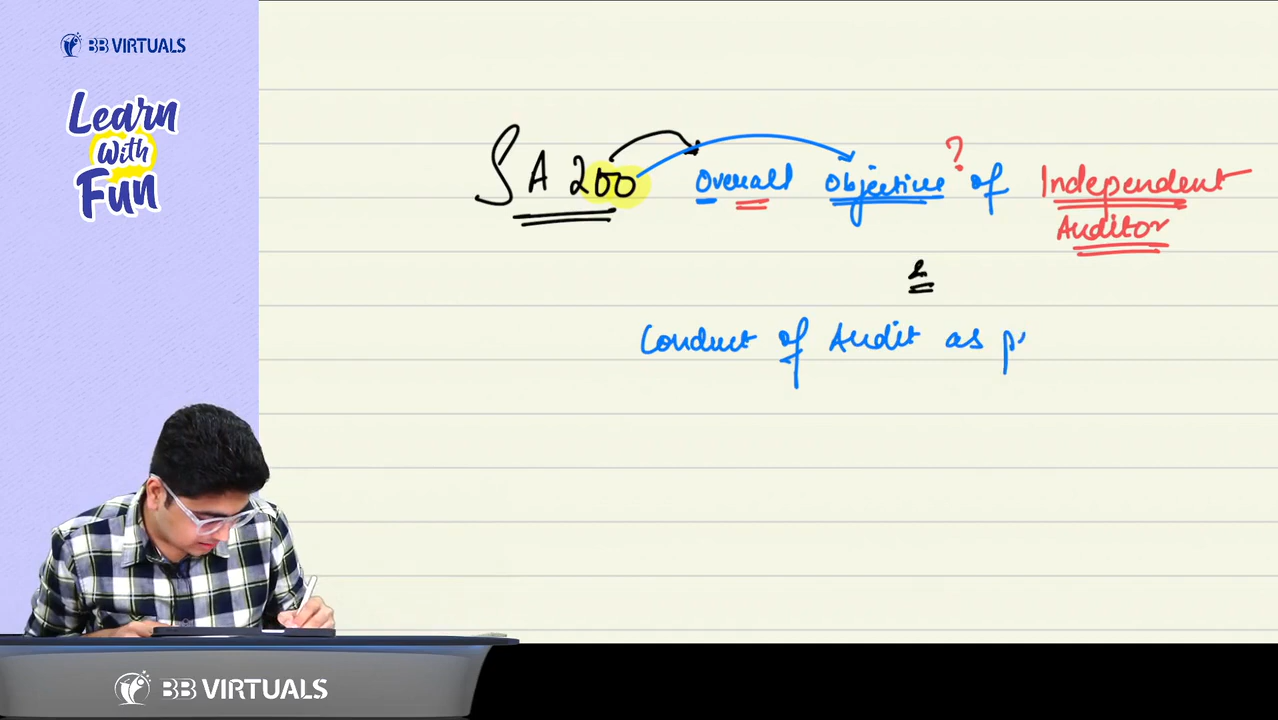 BB VIRTUALS
Learn
With
Fun
SA 200 Overall Objective ? of Independent
Auditor
&
Conduct of Audit as p
BB VIRTUALS